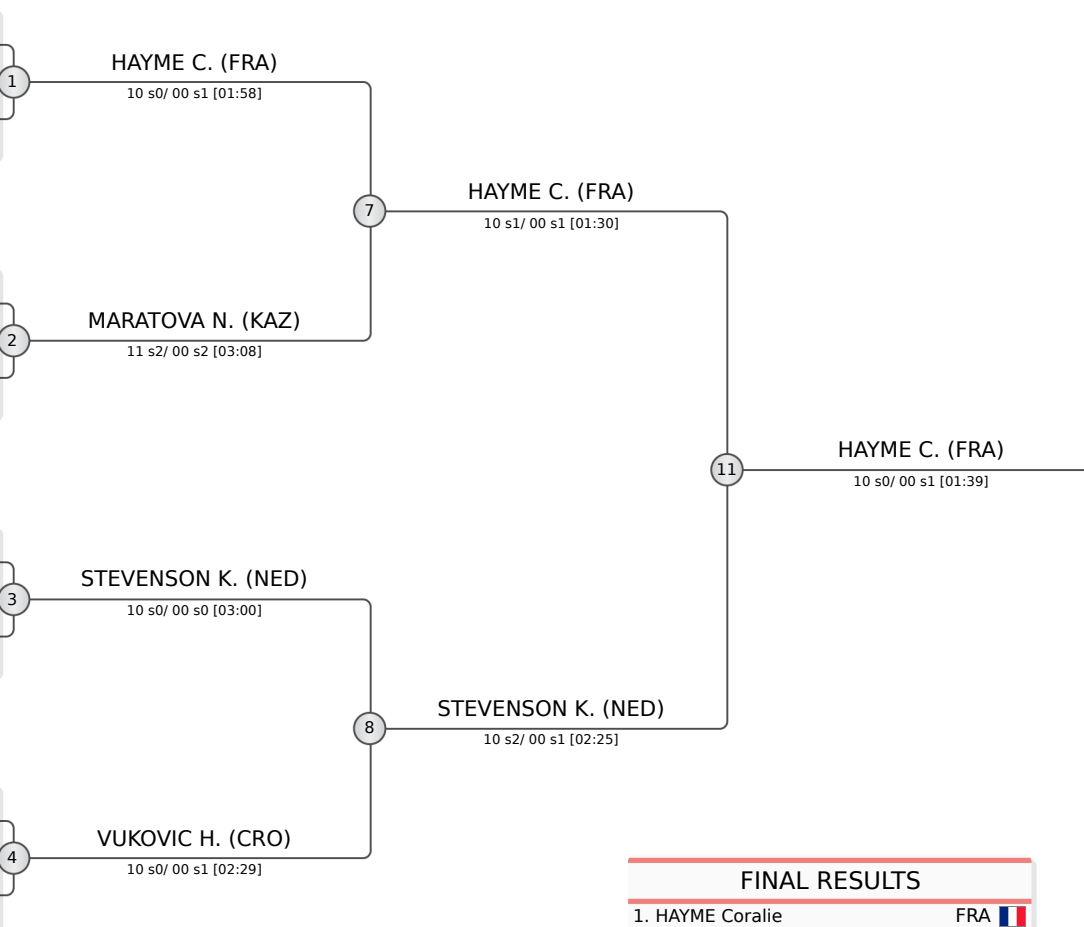 HAYME C. (FRA)
1
10 s0/ 00 s1 [01:58]
HAYME C. (FRA)
7
10 s1/ 00 s1 [01:30]
MARATOVA N. (KAZ)
2
11 s2/ 00 s2 [03:08]
HAYME C. (FRA)
11
10 s0/ 00 s1 [01:39]
STEVENSON K. (NED)
3
10 s0/ 00 s0 [03:00]
STEVENSON K. (NED)
8
10 s2/ 00 s1 [02:25]
VUKOVIC H. (CRO)
4
10 s0/ 00 s1 [02:29]
FINAL RESULTS
1. HAYME Coralie FRA